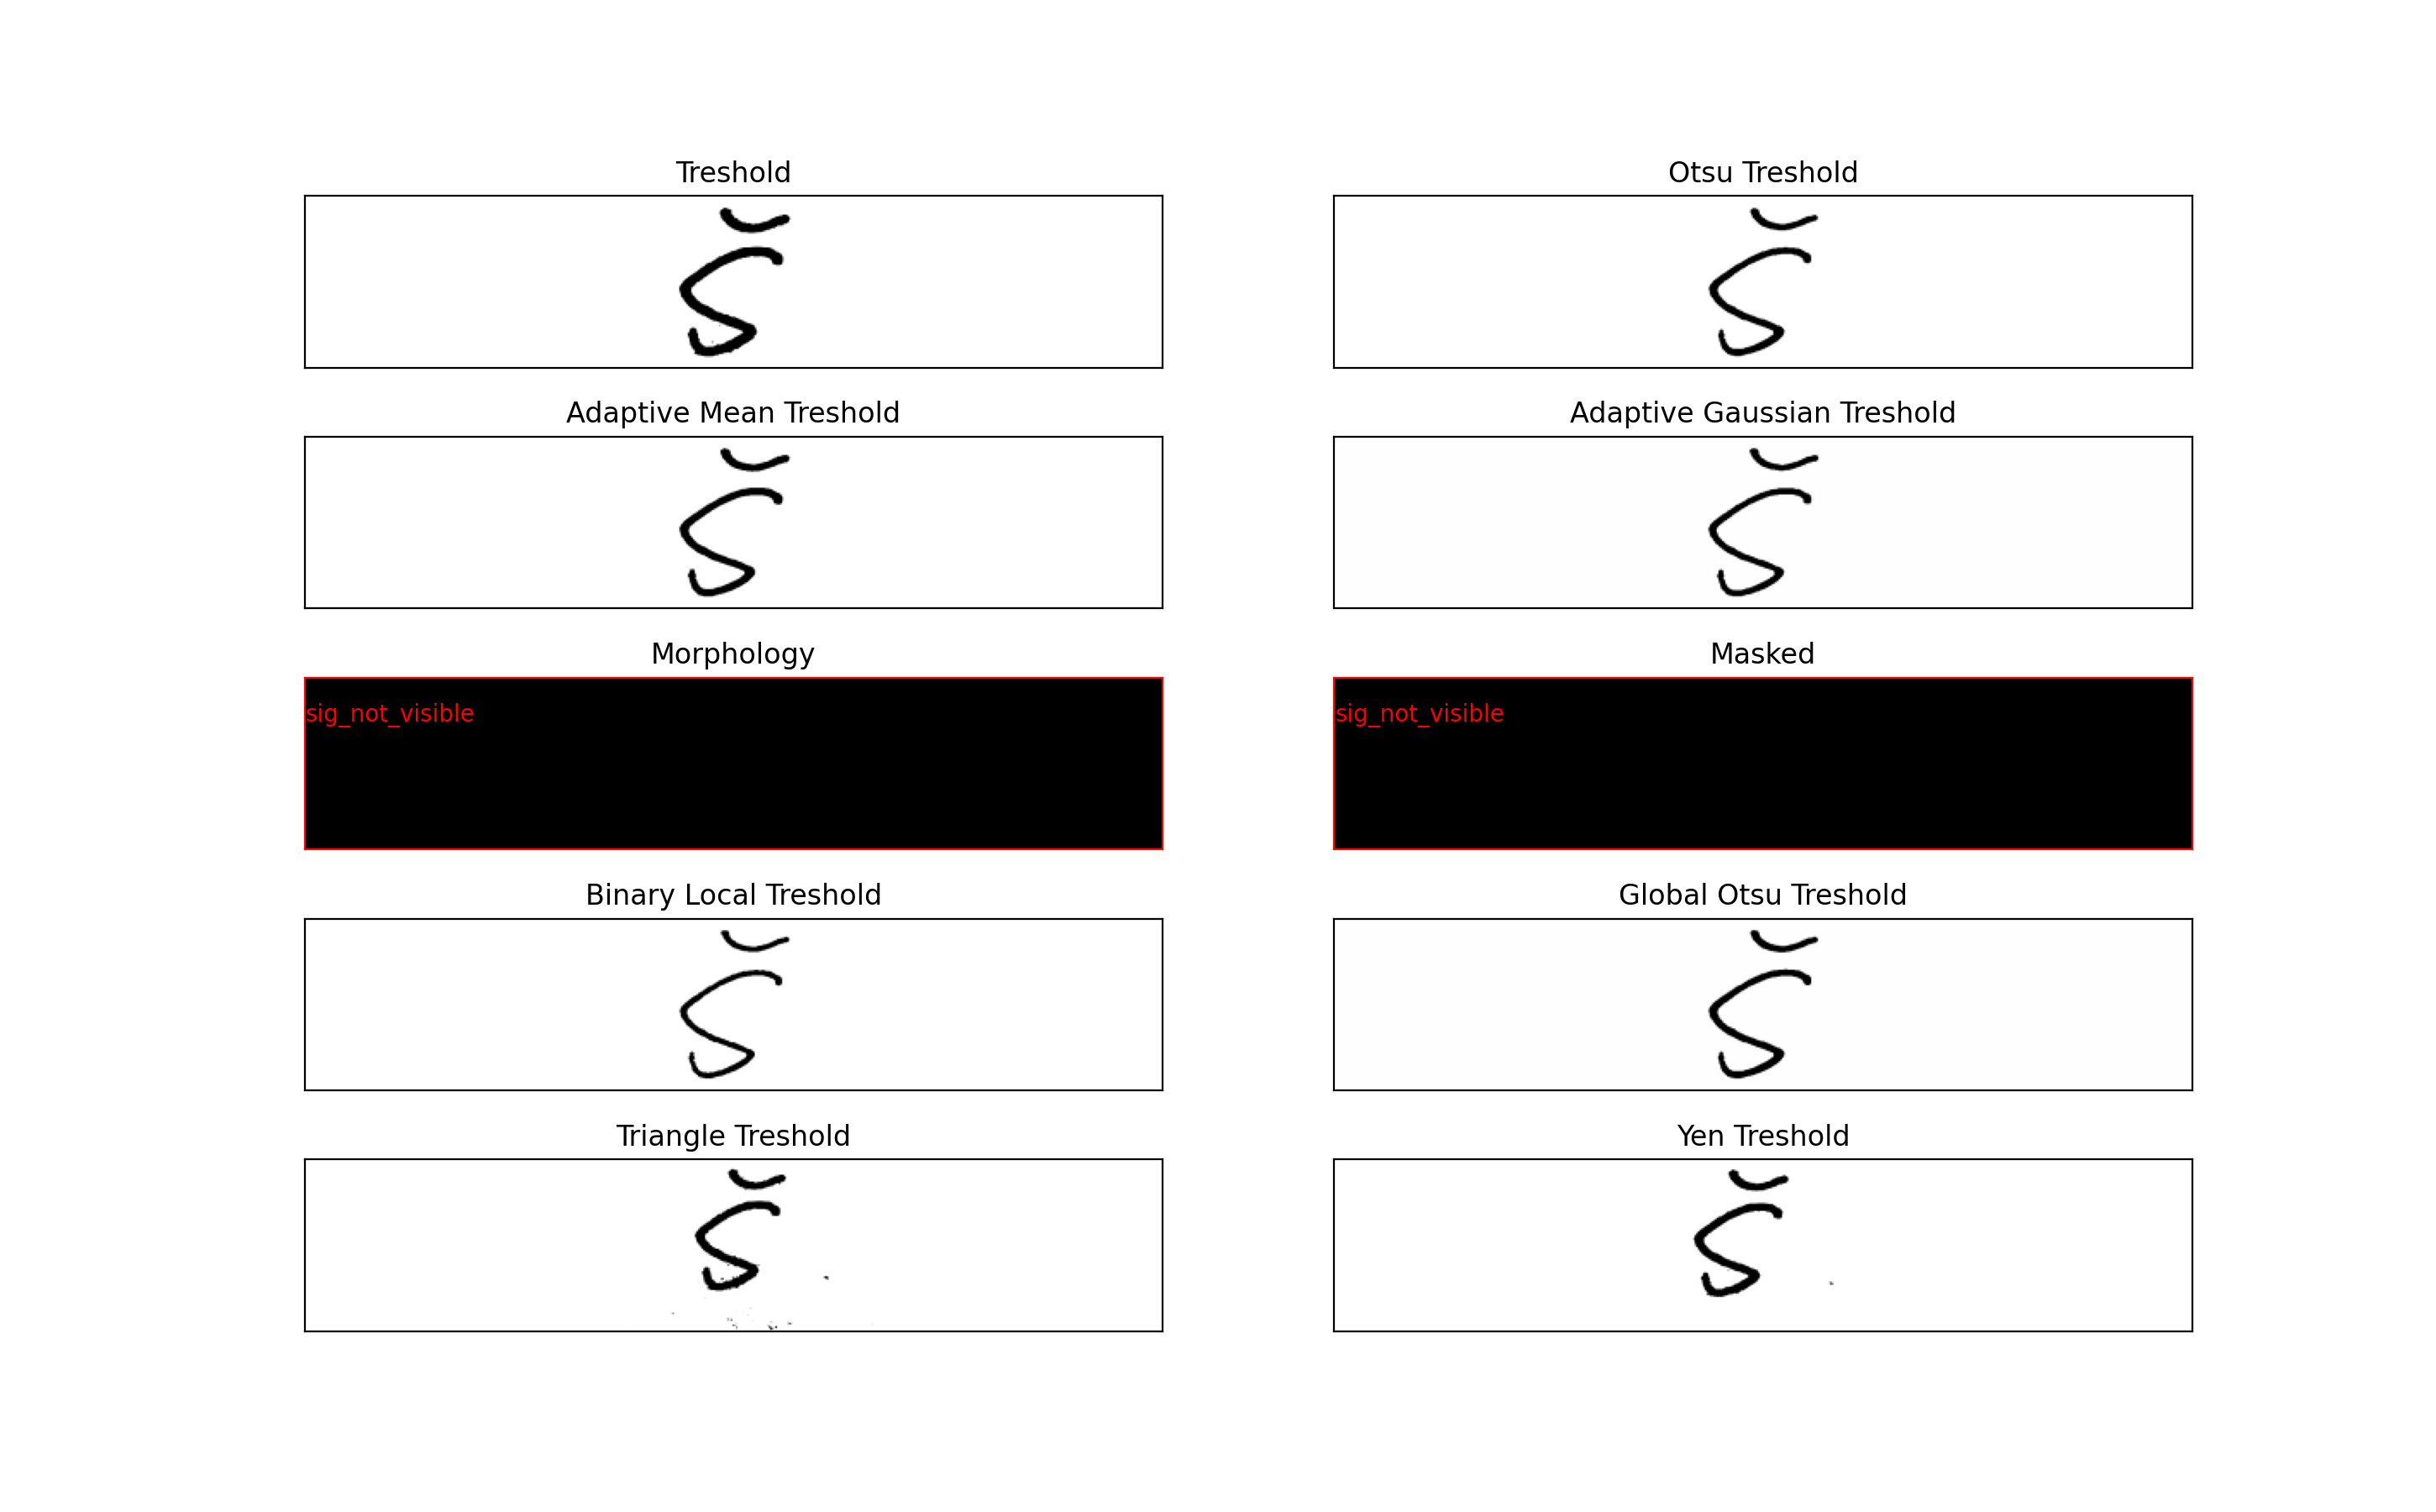 Treshold
Otsu Treshold
Adaptive Mean Treshold
Adaptive Gaussian Treshold
Morphology
Masked
sig_not_visible
sig_not_visible
Binary Local Treshold
Global Otsu Treshold
Triangle Treshold
Yen Treshold